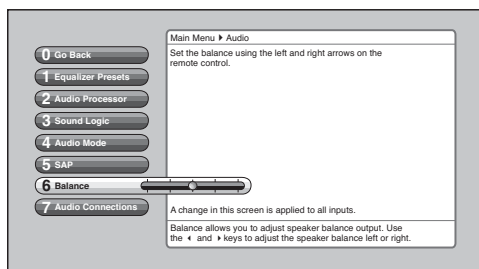 Main Menu ▶ Audio
Set the balance using the left and right arrows on the
remote control.
0 Go Back
1 Equalizer Presets
2 Audio Processor
3 Sound Logic
4 Audio Mode
5 SAP
6 Balance
7 Audio Connections
A change in this screen is applied to all inputs.
Balance allows you to adjust speaker balance output. Use
the ◀ and ▶ keys to adjust the speaker balance left or right.